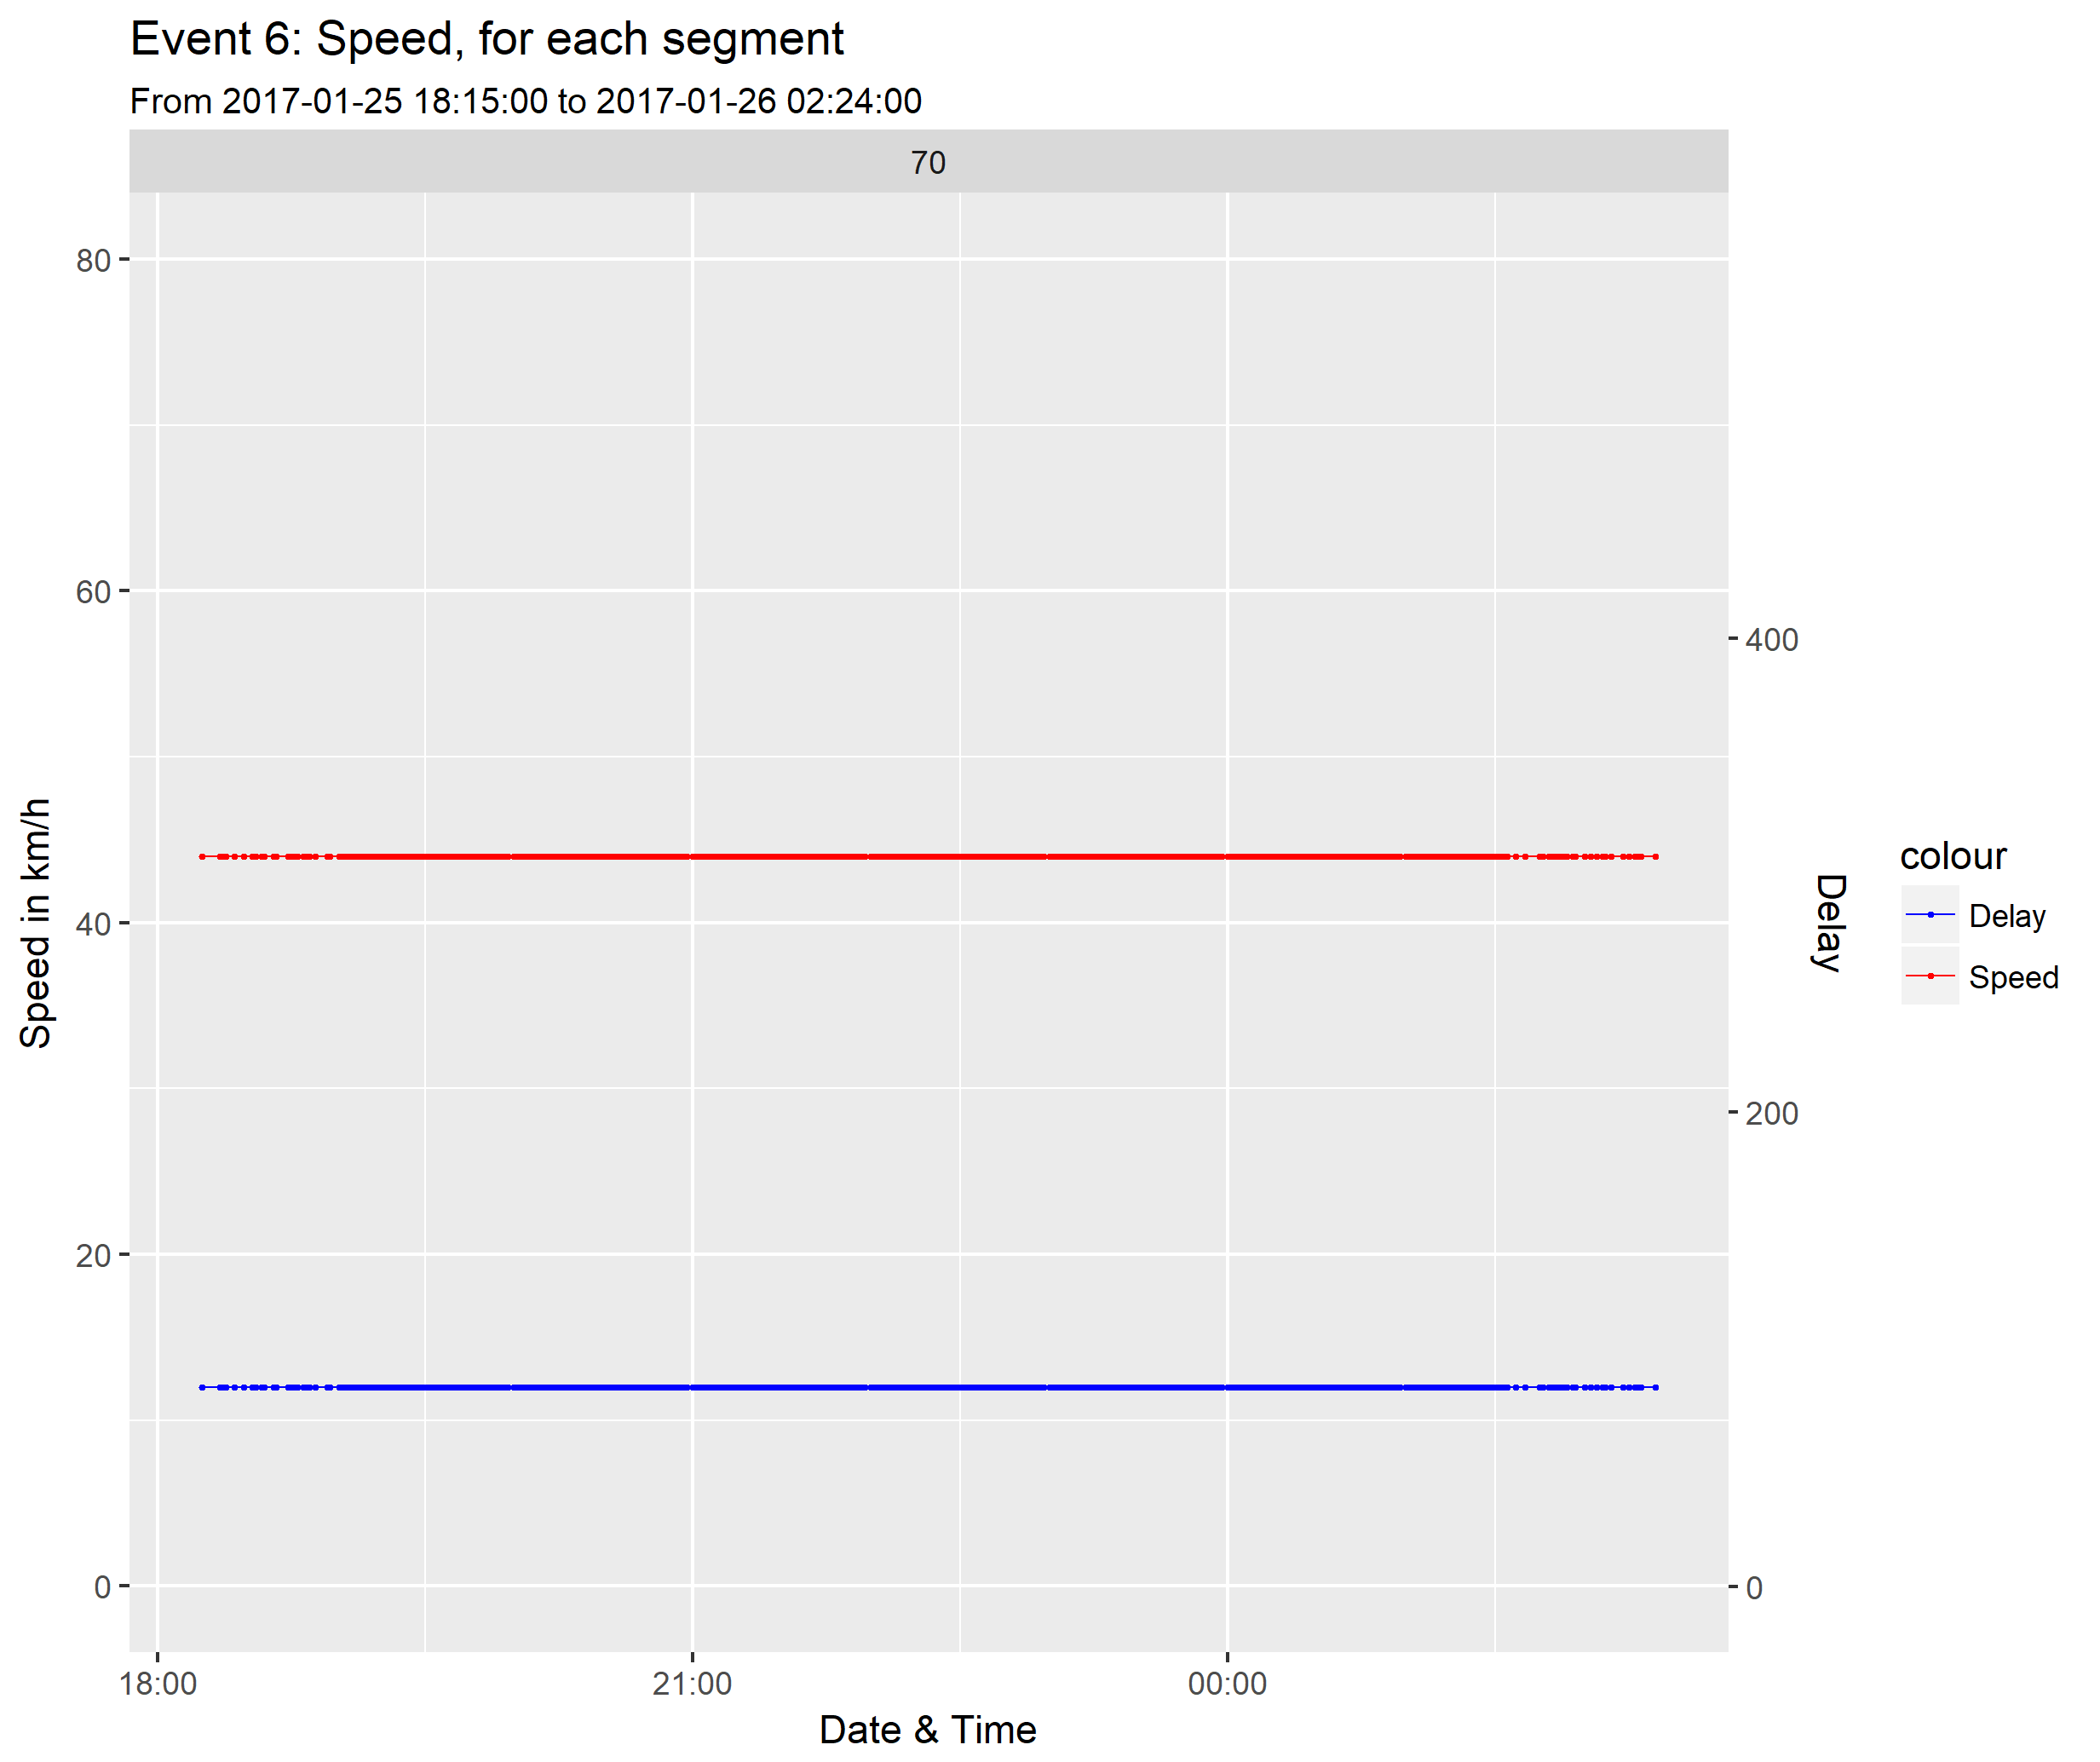 Event 6: Speed, for each segment
From 2017-01-25 18:15:00 to 2017-01-26 02:24:00
70
80
60
40
20
0
Speed in km/h
400
200
0
Delay
colour
Delay
Speed
18:00
21:00
00:00
Date & Time